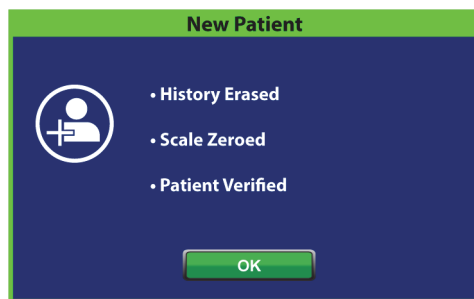 New Patient
• History Erased
• Scale Zeroed
• Patient Verified
OK